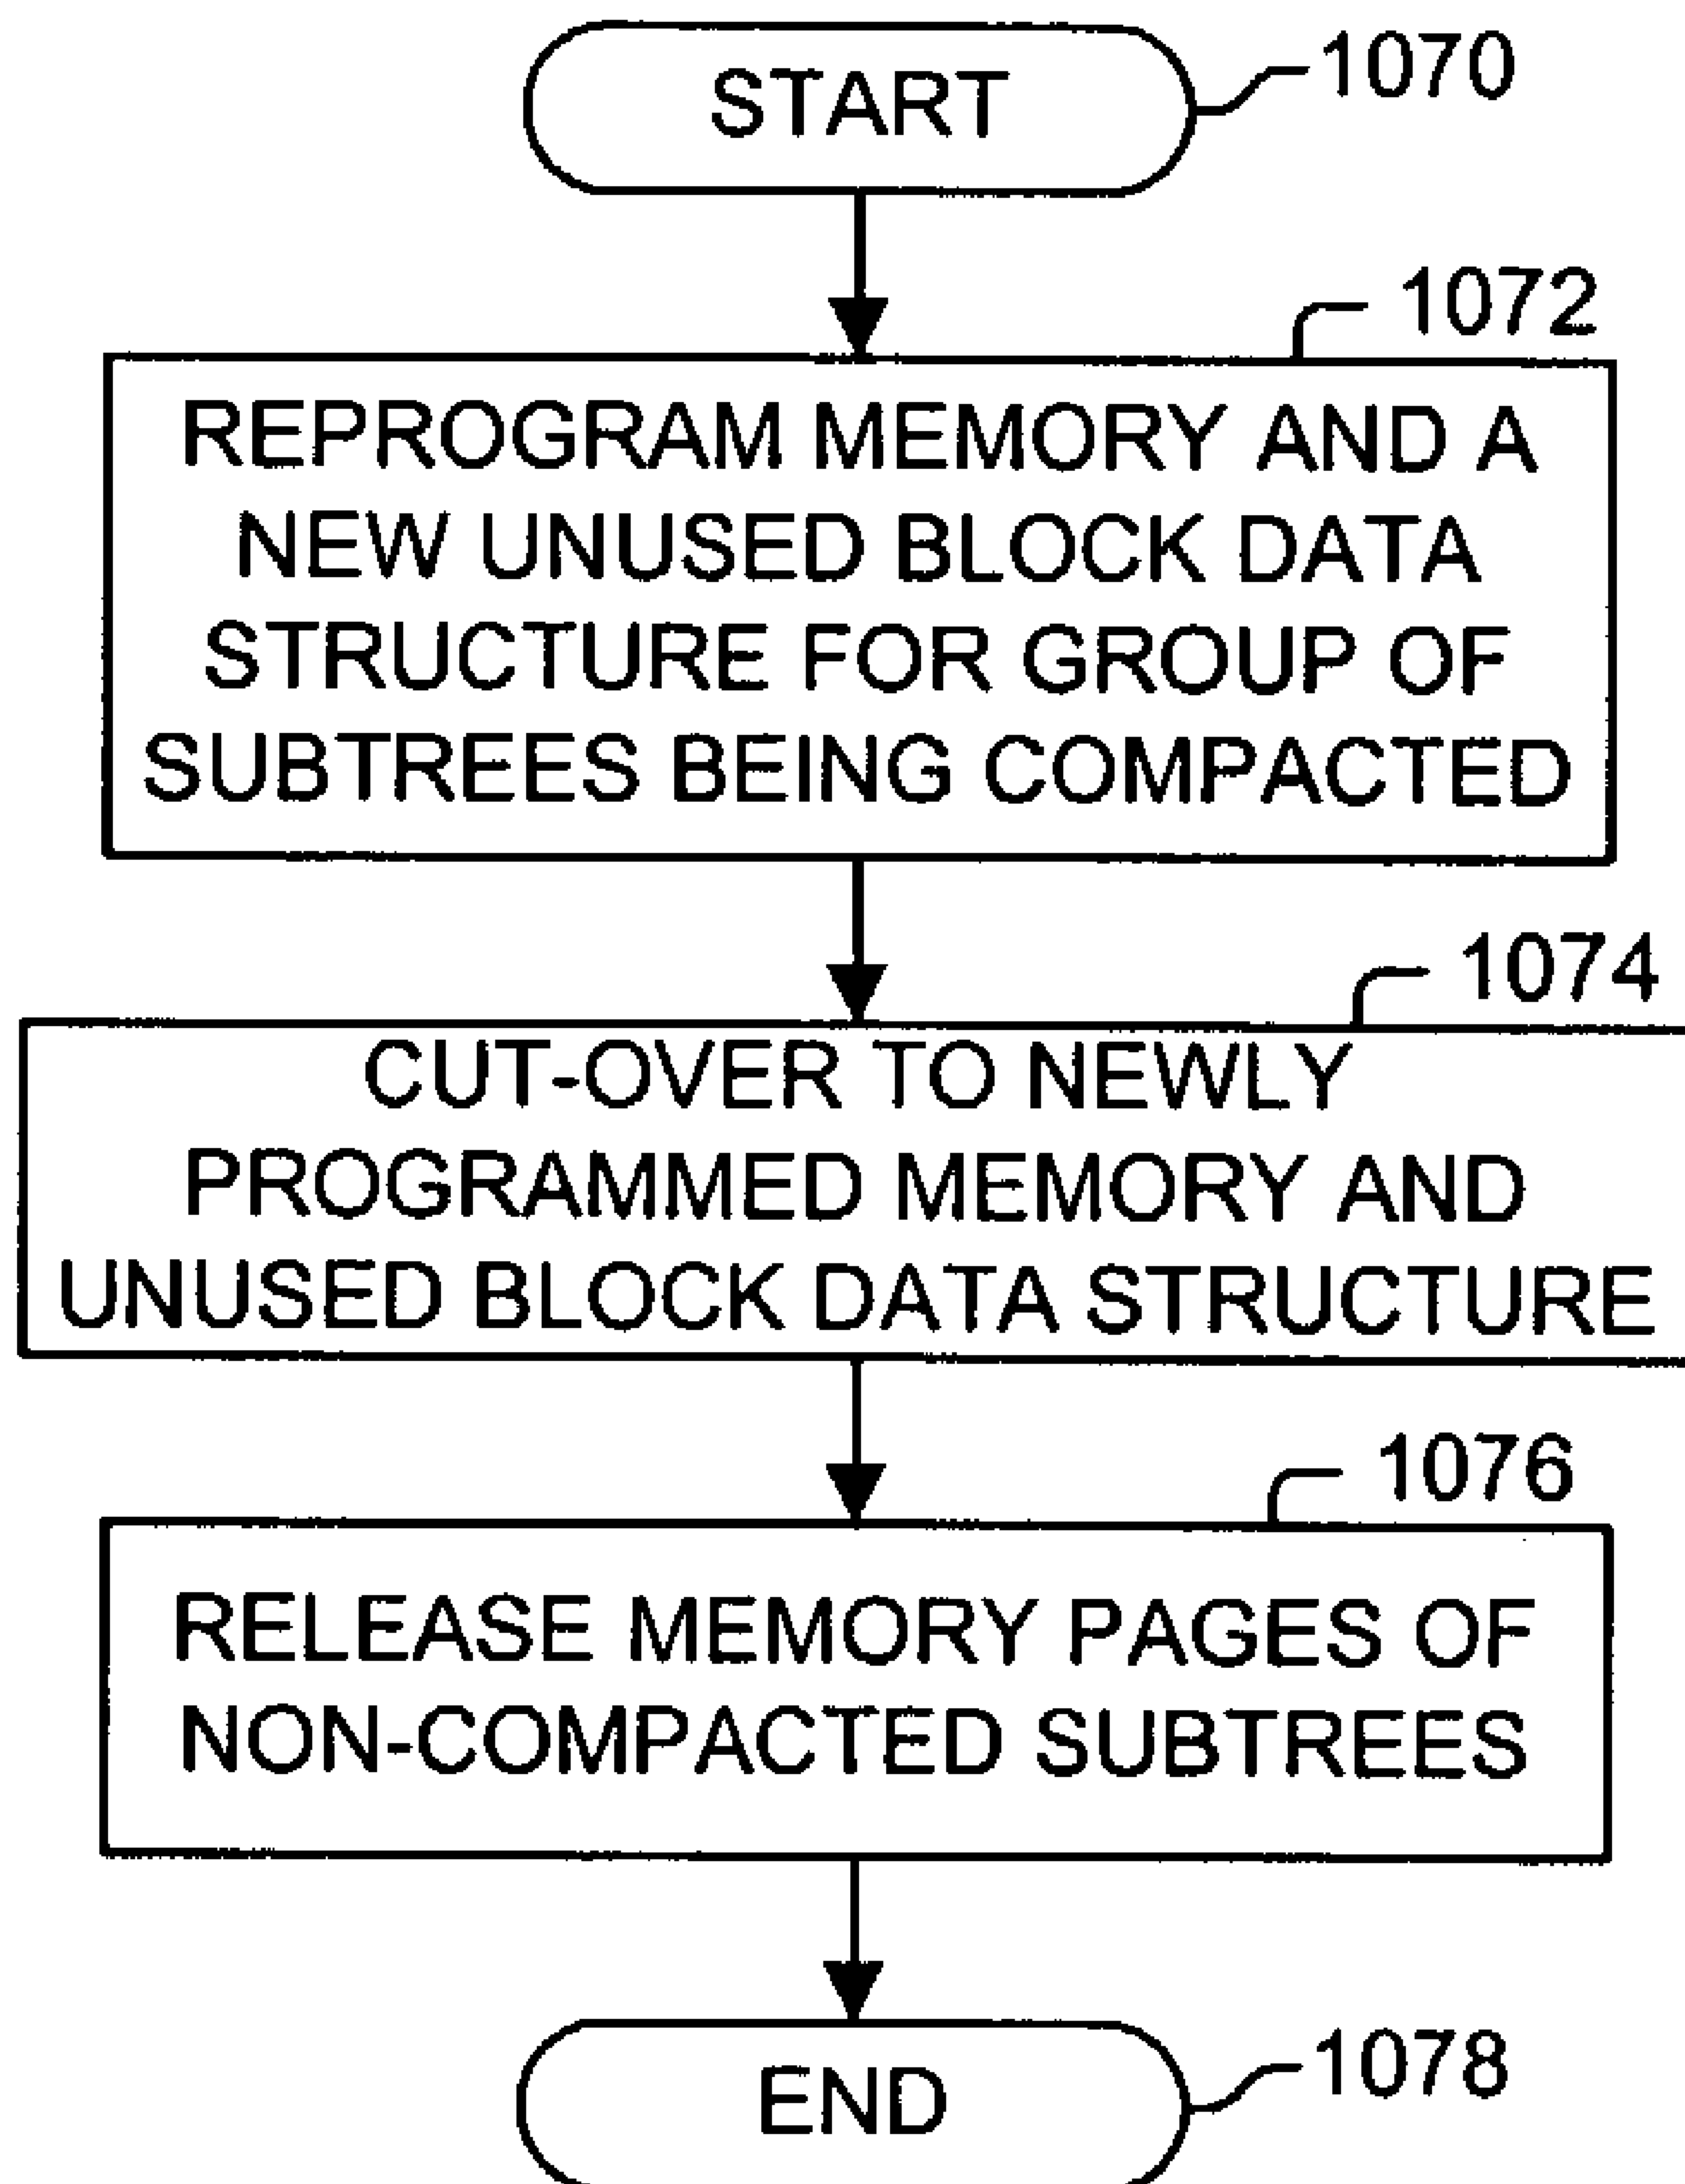 START
1070
1072
REPROGRAM MEMORY AND A
NEW UNUSED BLOCK DATA
STRUCTURE FOR GROUP OF
SUBTREES BEING COMPACTED
1074
CUT-OVER TO NEWLY
PROGRAMMED MEMORY AND
UNUSED BLOCK DATA STRUCTURE
1076
RELEASE MEMORY PAGES OF
NON-COMPACTED SUBTREES
END
1078